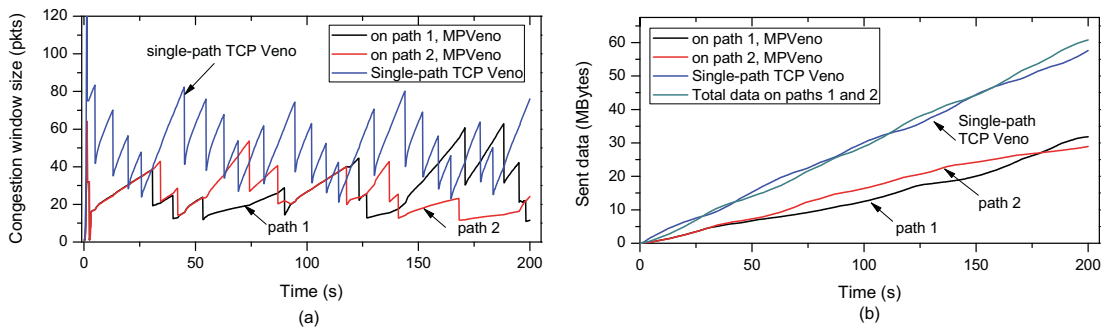 120
100
80
60
40
20
0
Congestion window size (pkts)
0
50
100
150
200
Time (s)
(a)
single-path TCP Veno
on path 1, MPVeno
on path 2, MPVeno
Single-path TCP Veno
path 1
path 2
60
50
40
30
20
10
0
Sent data (MBytes)
0
50
100
150
200
Time (s)
(b)
on path 1, MPVeno
on path 2, MPVeno
Single-path TCP Veno
Total data on paths 1 and 2
Single-path
TCP Veno
path 2
path 1